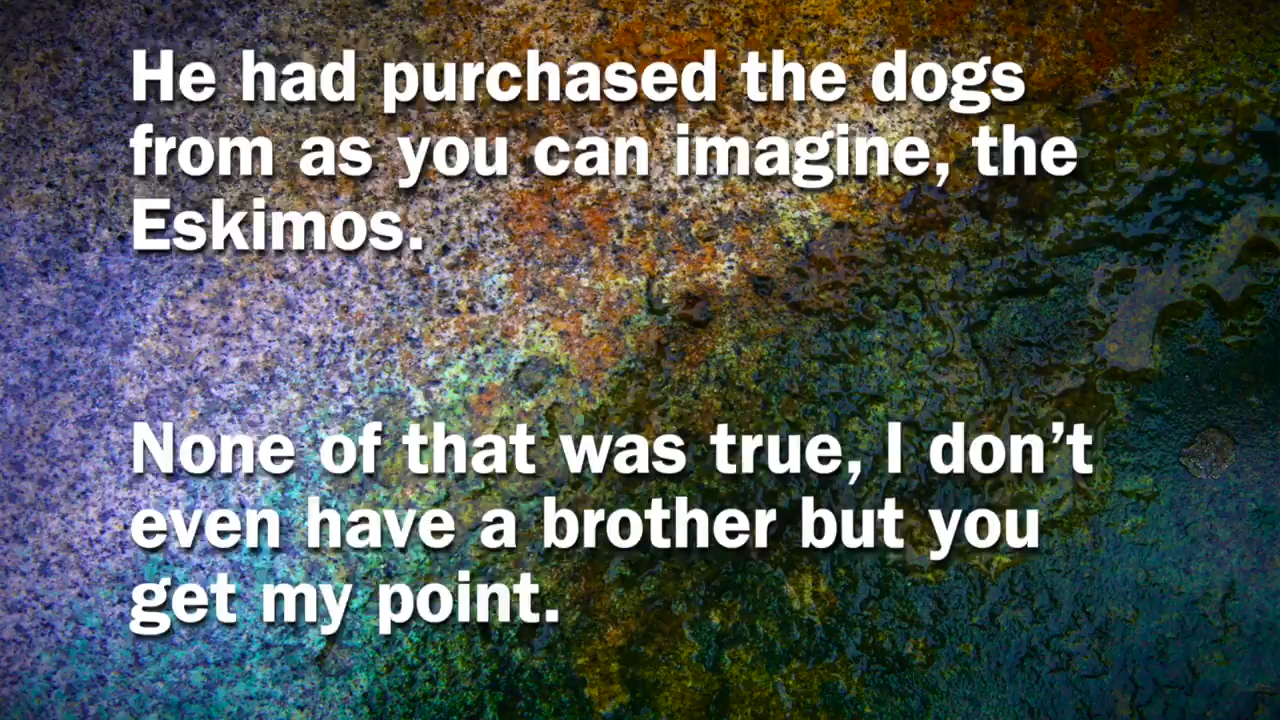 He had purchased the dogs
from as you can imagine, the
Eskimos.
None of that was true, I don’t
even have a brother but you
get my point.